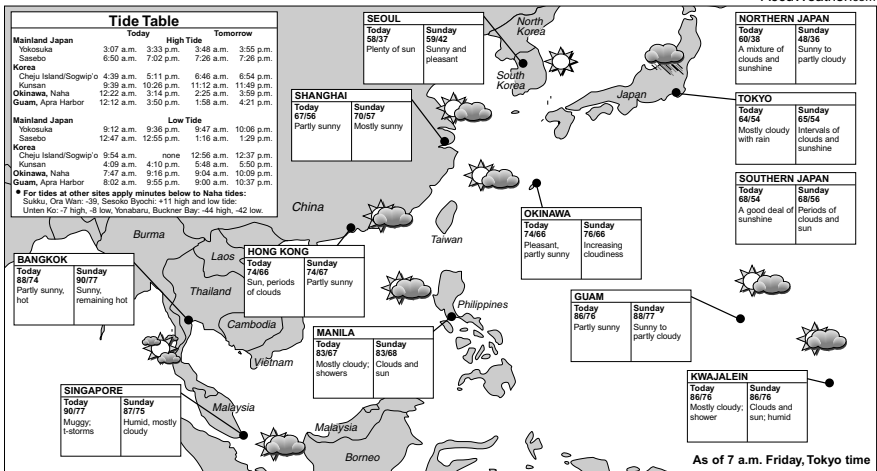 Tide Table
Today Tomorrow
Mainland Japan High Tide
Yokosuka 3:07 a.m. 3:33 p.m. 3:48 a.m. 3:55 p.m.
Sasebo 6:50 a.m. 7:02 p.m. 7:26 a.m. 7:26 p.m.
Korea
Cheju Island/Sogwip'o 4:39 a.m. 5:11 p.m. 6:46 a.m. 6:54 p.m.
Kunsan 9:39 a.m. 10:26 p.m. 11:12 a.m. 11:49 p.m.
Okinawa, Naha 12:22 a.m. 3:14 p.m. 2:25 a.m. 3:59 p.m.
Guam, Apra Harbor 12:12 a.m. 3:50 p.m. 1:58 a.m. 4:21 p.m.
Mainland Japan Low Tide
Yokosuka 9:12 a.m. 9:36 p.m. 9:47 a.m. 10:06 p.m.
Sasebo 12:47 a.m. 12:55 p.m. 1:16 a.m. 1:29 p.m.
Korea
Cheju Island/Sogwip'o 9:54 a.m. none 12:56 a.m. 12:37 p.m.
Kunsan 4:09 a.m. 4:10 p.m. 5:48 a.m. 5:50 p.m.
Okinawa, Naha 7:47 a.m. 9:16 p.m. 9:04 a.m. 10:09 p.m.
Guam, Apra Harbor 8:02 a.m. 9:55 p.m. 9:00 a.m. 10:37 p.m.
• For tides at other sites apply minutes below to Naha tides:
Sukku, Ora Wan: -39, Sesoko Byochi: +11 high and low tide:
Unten Ko: -7 high, -8 low, Yonabaru, Buckner Bay: -44 high, -42 low.
SEOUL
Today Sunday
58/37 59/42
Plenty of sun Sunny and
pleasant
North
Korea
South
Korea
Japan
NORTHERN JAPAN
Today Sunday
60/38 48/36
A mixture of Sunny to
clouds and partly cloudy
sunshine
SHANGHAI
Today Sunday
67/56 70/57
Partly sunny Mostly sunny
TOKYO
Today Sunday
64/54 65/54
Mostly cloudy Intervals of
with rain clouds and
sunshine
SOUTHERN JAPAN
Today Sunday
68/54 68/56
A good deal of Periods of
sunshine clouds and
sun
China
Taiwan
OKINAWA
Today Sunday
74/66 76/66
Pleasant, Increasing
partly sunny cloudiness
Burma
Laos
Thailand
Cambodia
Vietnam
HONG KONG
Today Sunday
74/66 74/67
Sun, periods Partly sunny
of clouds
BANGKOK
Today Sunday
88/74 90/77
Partly sunny, Sunny,
hot remaining hot
Philippines
MANILA
Today Sunday
83/67 83/68
Mostly cloudy; Clouds and
showers sun
GUAM
Today Sunday
86/76 88/77
Partly sunny Sunny to
partly cloudy
KWAJALEIN
Today Sunday
86/76 86/76
Mostly cloudy; Clouds and
shower sun; humid
SINGAPORE
Today Sunday
90/77 87/75
Muggy; Humid, mostly
t-storms cloudy
Malaysia
Malaysia
Borneo
As of 7 a.m. Friday, Tokyo time